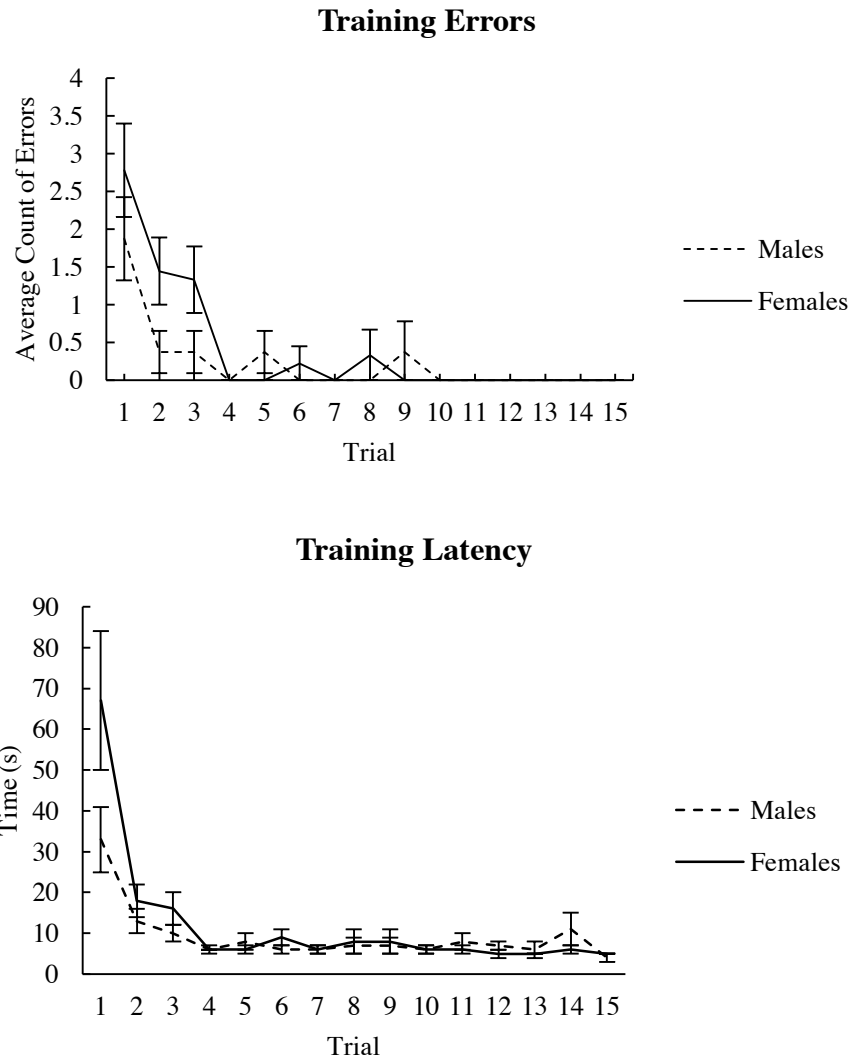 Training Errors
4
3.5
3
2.5
2
1.5
1
0.5
0
Average Count of Errors
1 2 3 4 5 6 7 8 9 10 11 12 13 14 15
Trial
Males
Females
Training Latency
90
80
70
60
50
40
30
20
10
0
Time (s)
1 2 3 4 5 6 7 8 9 10 11 12 13 14 15
Trial
Males
Females